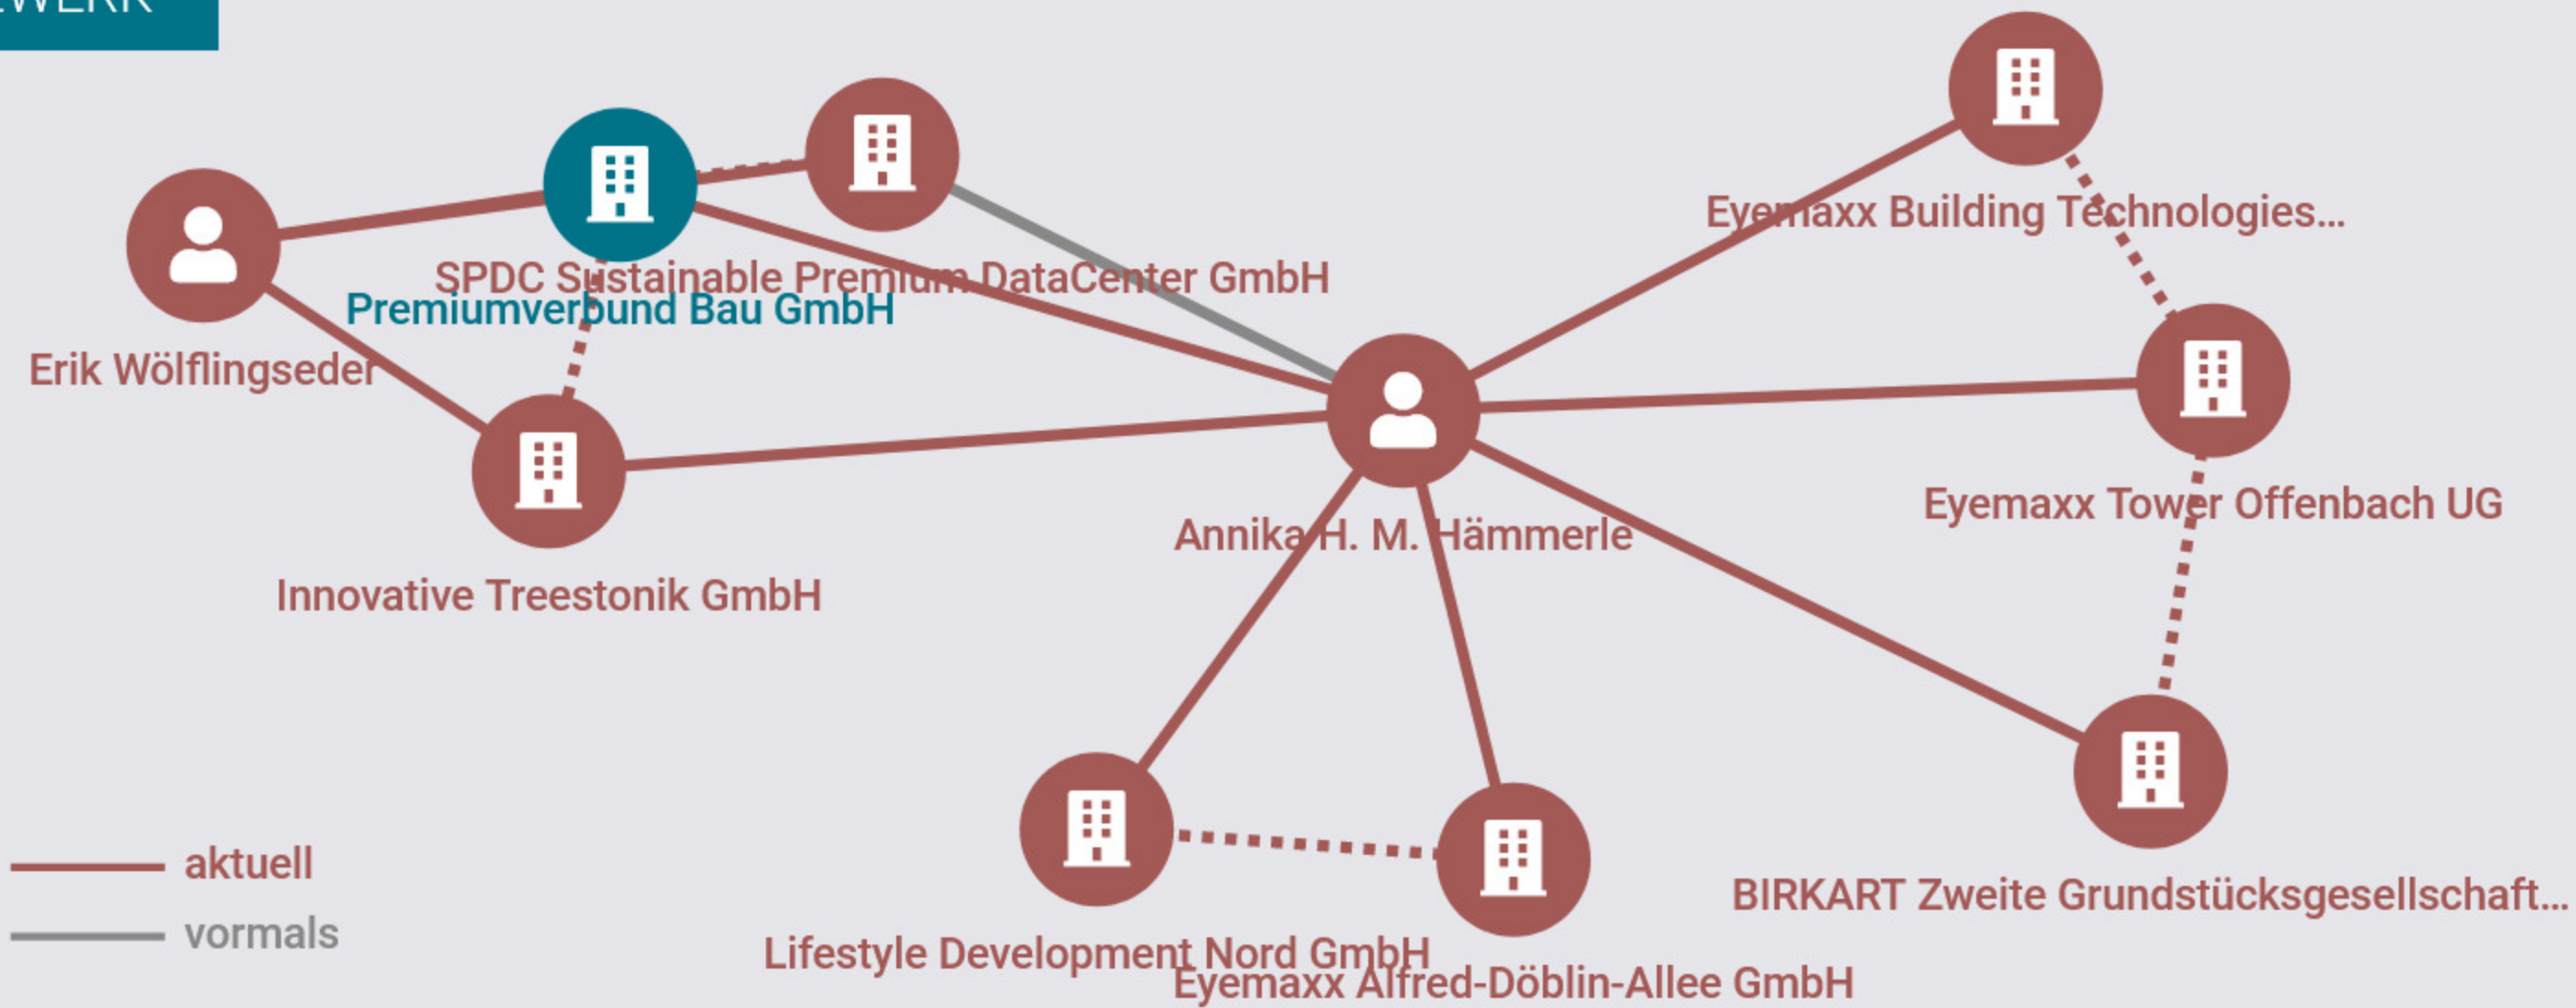 Eyemaxx Building Technologies...
SPDC Sustainable Premium DataCenter GmbH
Premiumverbund Bau GmbH
Erik Wölflingseder
Eyemaxx Tower Offenbach UG
Annika H. M. Hämmerle
Innovative Treestonik GmbH
aktuell
vormals
BIRKART Zweite Grundstücksgesellschaft...
Lifestyle Development Nord GmbH
Eyemaxx Alfred-Döblin-Allee GmbH